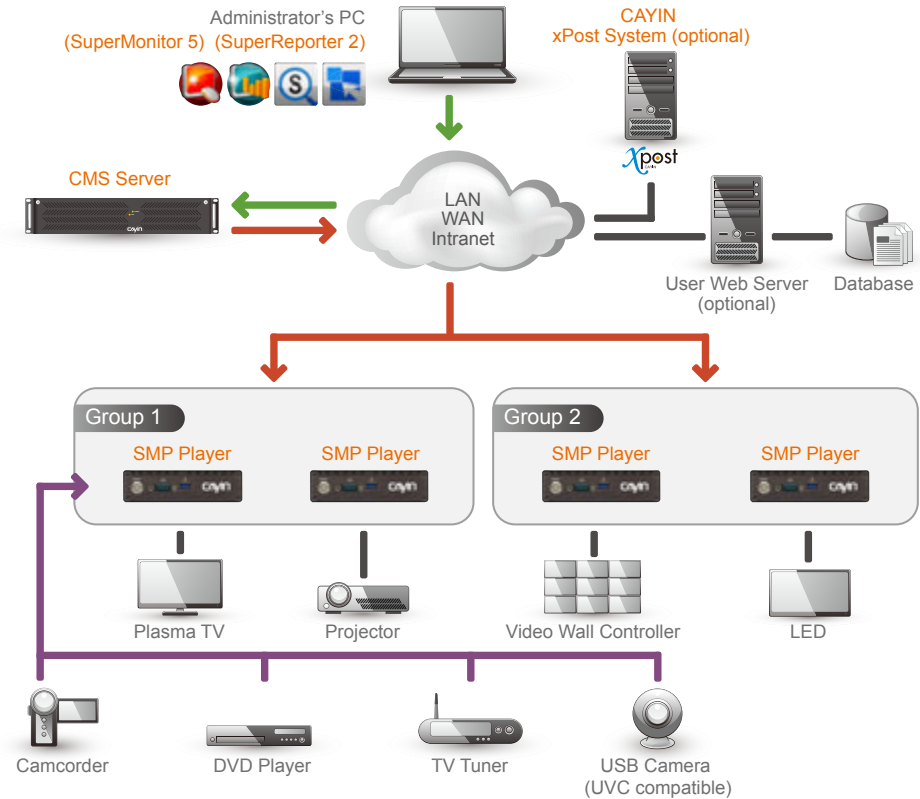 Administrator's PC
(SuperMonitor 5) (SuperReporter 2)
CAYIN
xPost System (optional)
S
Xpost
CAYIN
CMS Server
CAYIN
LAN
WAN
Intranet
User Web Server
(optional)
Database
Group 1
SMP Player
SMP Player
CAYIN
CAYIN
Group 2
SMP Player
SMP Player
CAYIN
CAYIN
Plasma TV
Projector
Video Wall Controller
LED
Camcorder
DVD Player
TV Tuner
USB Camera
(UVC compatible)